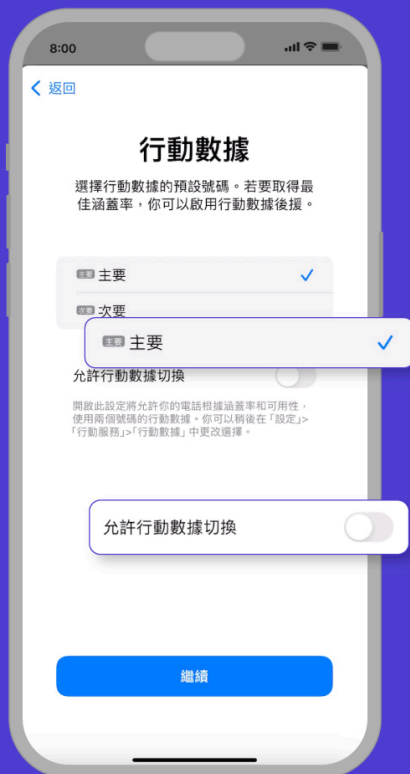 8:00
返回
行動數據
選擇行動數據的預設號碼。若要取得最
佳涵蓋率，你可以啟用行動數據後援。
主要 主要
次要 次要
主要 主要
允許行動數據切換
開啟此設定將允許你的電話根據涵蓋率和可用性，
使用兩個號碼的行動數據。你可以稍後在「設定」>
「行動服務」>「行動數據」中更改選擇。
允許行動數據切換
繼續